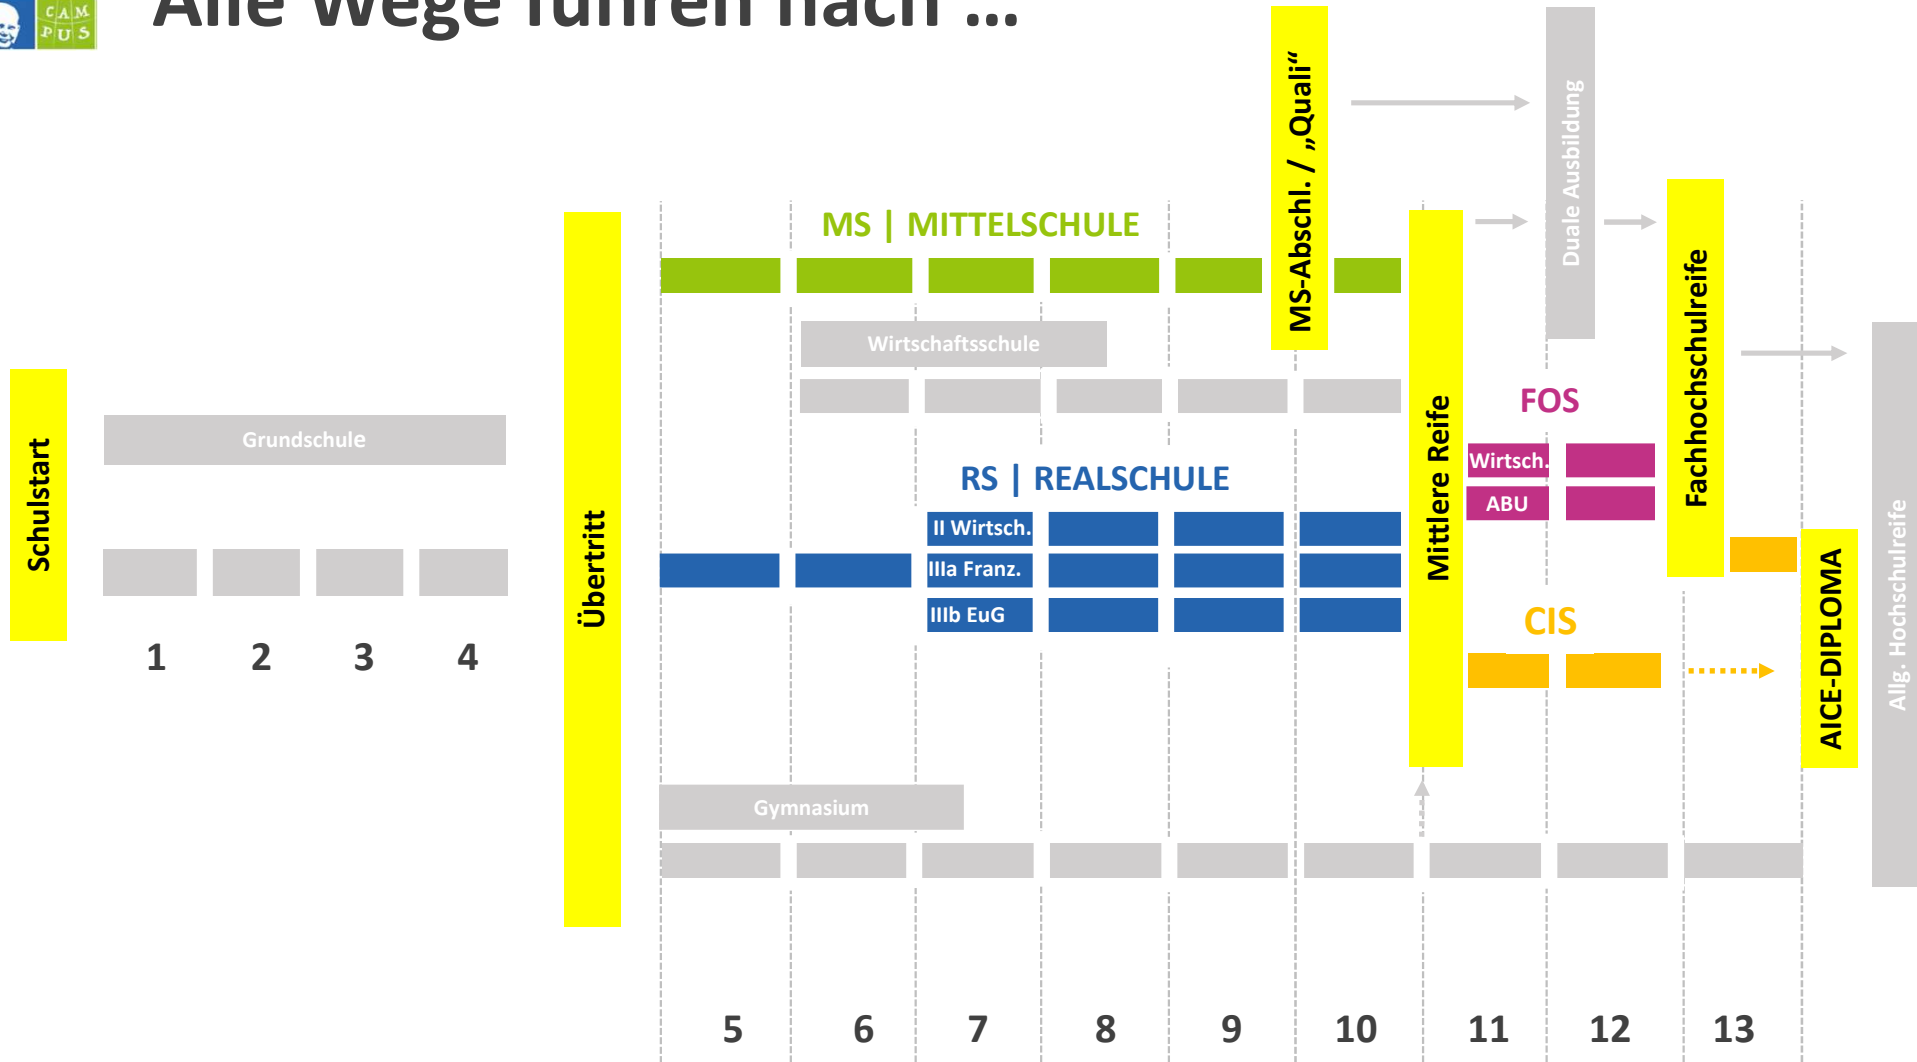 CAM
PUS
Alle Wege führen nach ...
MS-Abschl. / „Quali“
Duale Ausbildung
MS | MITTELSCHULE
Wirtschaftsschule
Schulstart
Grundschule
Übertritt
Mittlere Reife
Fachhochschulreife
FOS
Wirtsch.
ABU
RS | REALSCHULE
II Wirtsch.
IIIa Franz.
IIIb EuG
CIS
AICE-DIPLOMA
Allg. Hochschulreife
1 2 3 4
Gymnasium
5 6 7 8 9 10 11 12 13